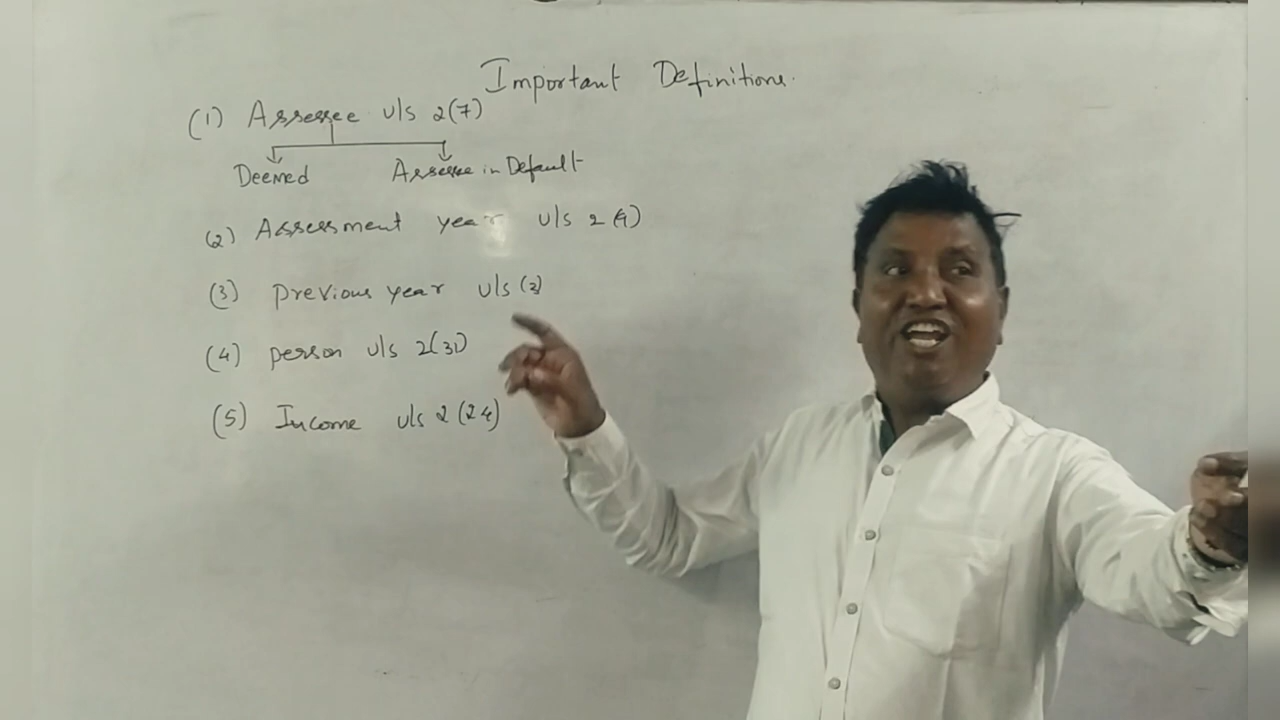 Important Definitions.
(1) Assessee u/s 2(7)
Deemed Assessee in Default
(2) Assessment year u/s 2(9)
(3) previous year u/s (3)
(4) person u/s 2(31)
(5) Income u/s 2(24)